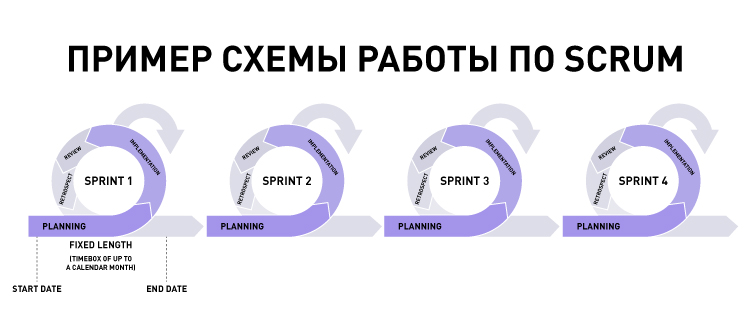 ПРИМЕР СХЕМЫ РАБОТЫ ПО SCRUM
REVIEW
IMPLEMENTATION
RETROSPECT
SPRINT 1
PLANNING
REVIEW
IMPLEMENTATION
RETROSPECT
SPRINT 2
PLANNING
REVIEW
IMPLEMENTATION
RETROSPECT
SPRINT 3
PLANNING
REVIEW
IMPLEMENTATION
RETROSPECT
SPRINT 4
PLANNING
FIXED LENGTH
(TIMEBOX OF UP TO
A CALENDAR MONTH)
START DATE
END DATE